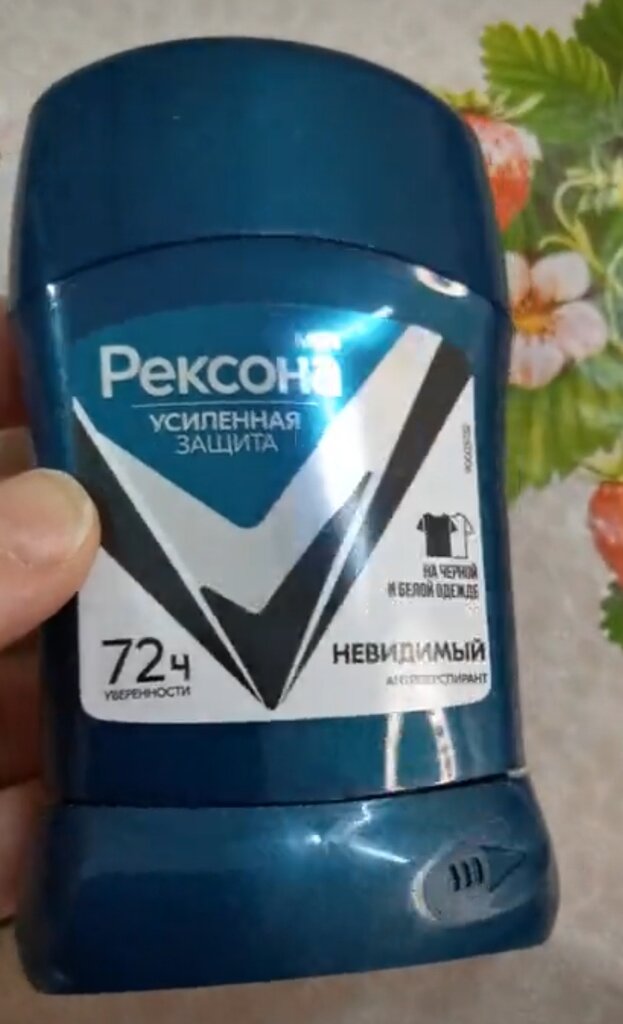 MEN
Рексона
УСИЛЕННАЯ
ЗАЩИТА
НА ЧЕРНОЙ
И БЕЛОЙ ОДЕЖДЕ
72ч
УВЕРЕННОСТИ
НЕВИДИМЫЙ
АНТИПЕРСПИРАНТ